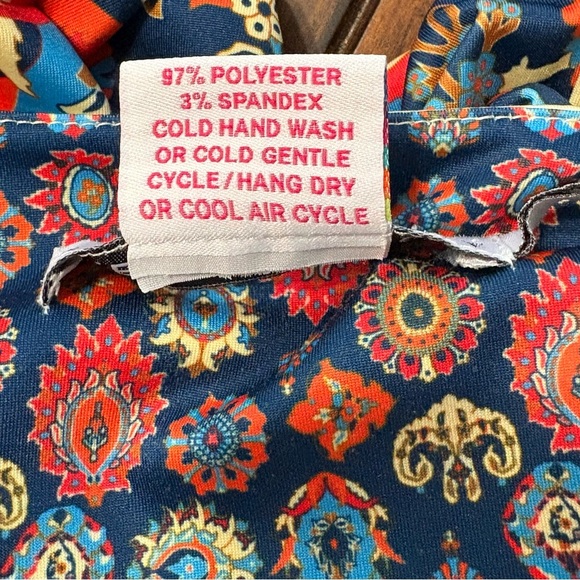 97% POLYESTER
3% SPANDEX
COLD HAND WASH
OR COLD GENTLE
CYCLE/HANG DRY
OR COOL AIR CYCLE